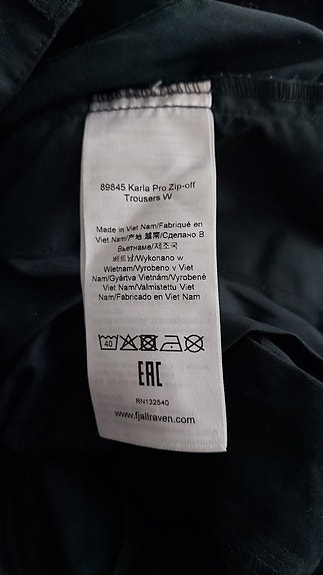 89845 Karla Pro Zip-off
Trousers W
Made in Viet Nam/Fabriqué en
Viet Nam/产地 越南/Сделано В
Вьетнаме/제조국
베트남/Wykonano w
Wietnam/Vyrobeno v Viet
Nam/Gyártva Vietnám/Vyrobené
Viet Nam/Valmistettu Viet
Nam/Fabricado en Viet Nam
40
EAC
RN132540
www.fjallraven.com